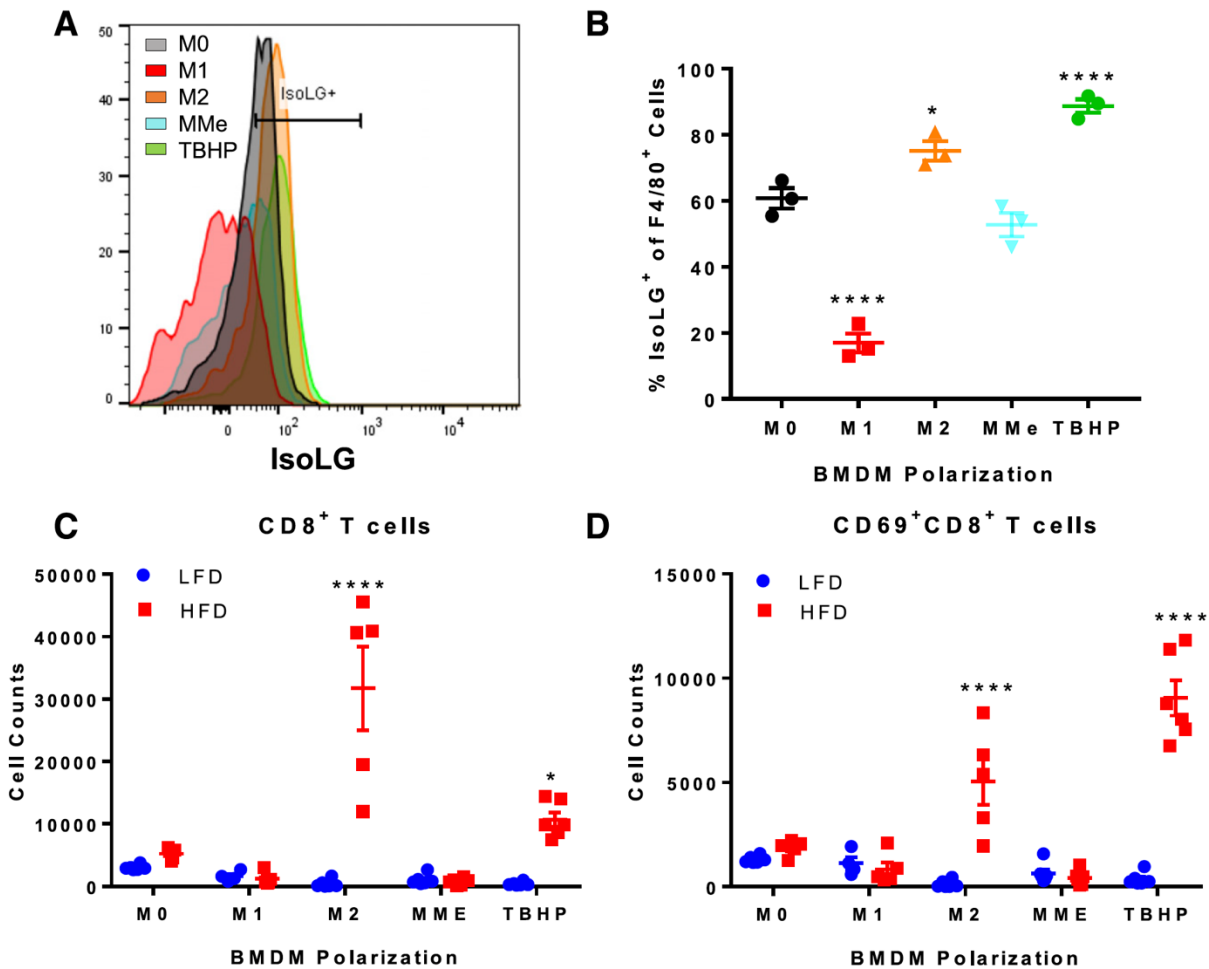 A
M0
M1
M2
MMe
TBHP
IsoLG+
50
40
30
20
10
0
0 10² 10³ 10⁴
IsoLG
B
% IsoLG⁺ of F4/80⁺ Cells
100
80
60
40
20
0
****
*
****
M0 M1 M2 MMe TBHP
BMDM Polarization
C
CD8⁺ T cells
LFD
HFD
Cell Counts
50000
40000
30000
20000
10000
0
****
*
M0 M1 M2 MME TBHP
BMDM Polarization
D
CD69⁺CD8⁺ T cells
LFD
HFD
Cell Counts
15000
10000
5000
0
****
****
M0 M1 M2 MME TBHP
BMDM Polarization